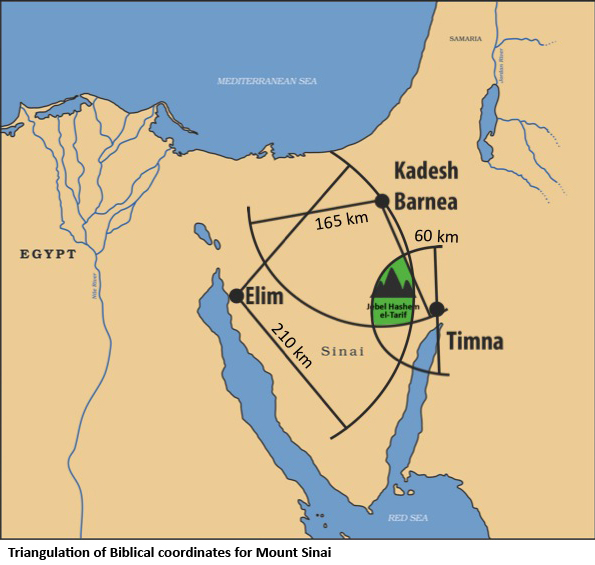 SAMARIA
Jordan River
MEDITERRANEAN SEA
Kadesh
Barnea
165 km
60 km
EGYPT
Nile River
Elim
Jebel Hashem
el-Tarif
210 km
Sinai
Timna
RED SEA
Triangulation of Biblical coordinates for Mount Sinai